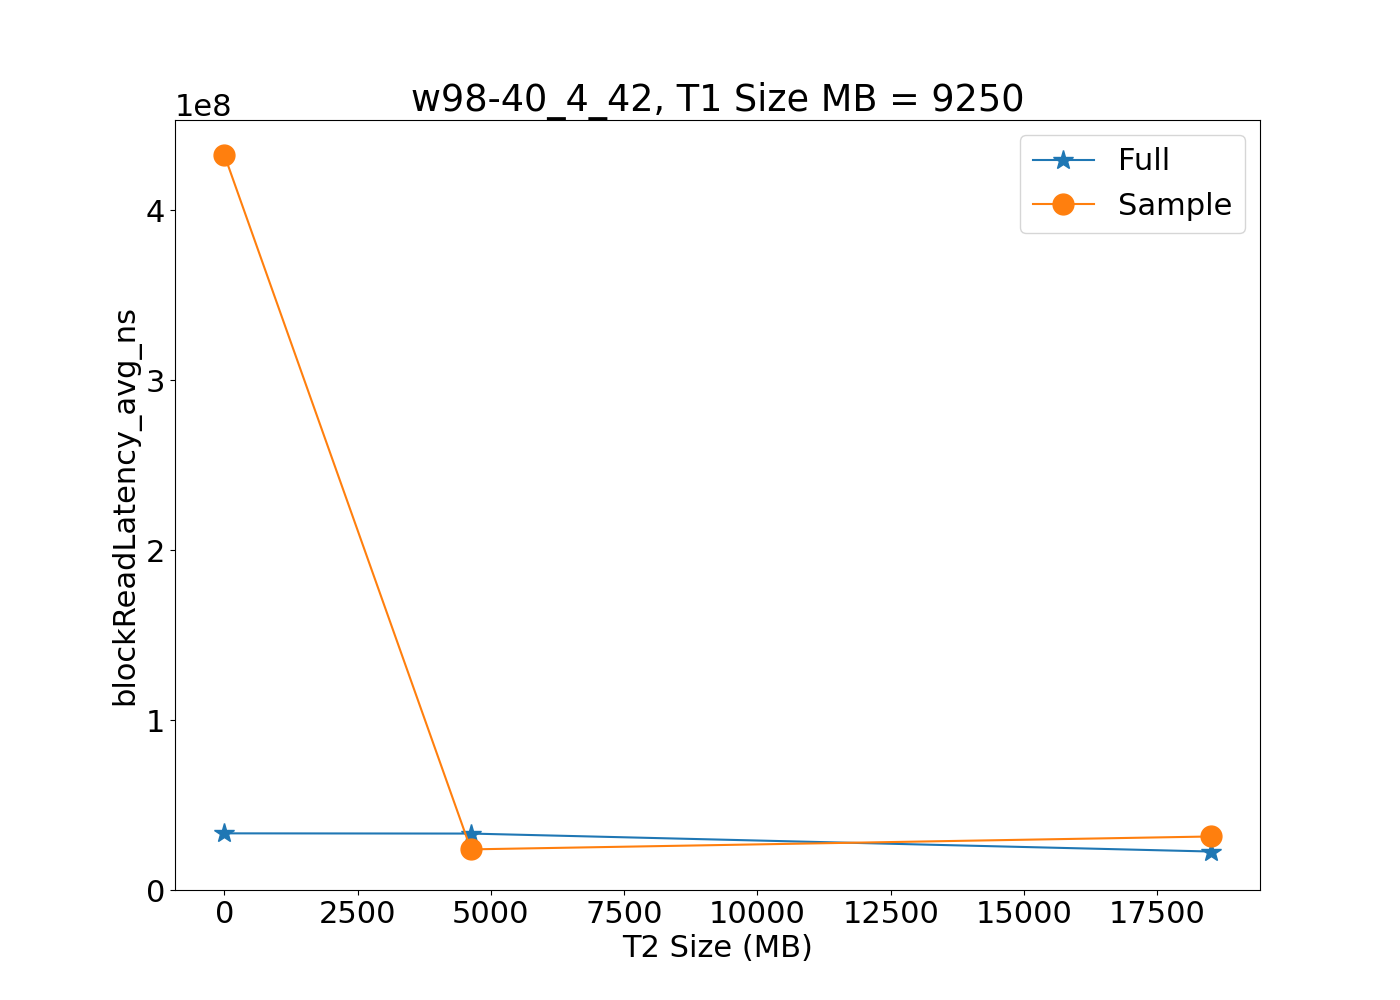 w98-40_4_42, T1 Size MB = 9250
1e8
Full
Sample
4
3
2
1
0
blockReadLatency_avg_ns
0 2500 5000 7500 10000 12500 15000 17500
T2 Size (MB)